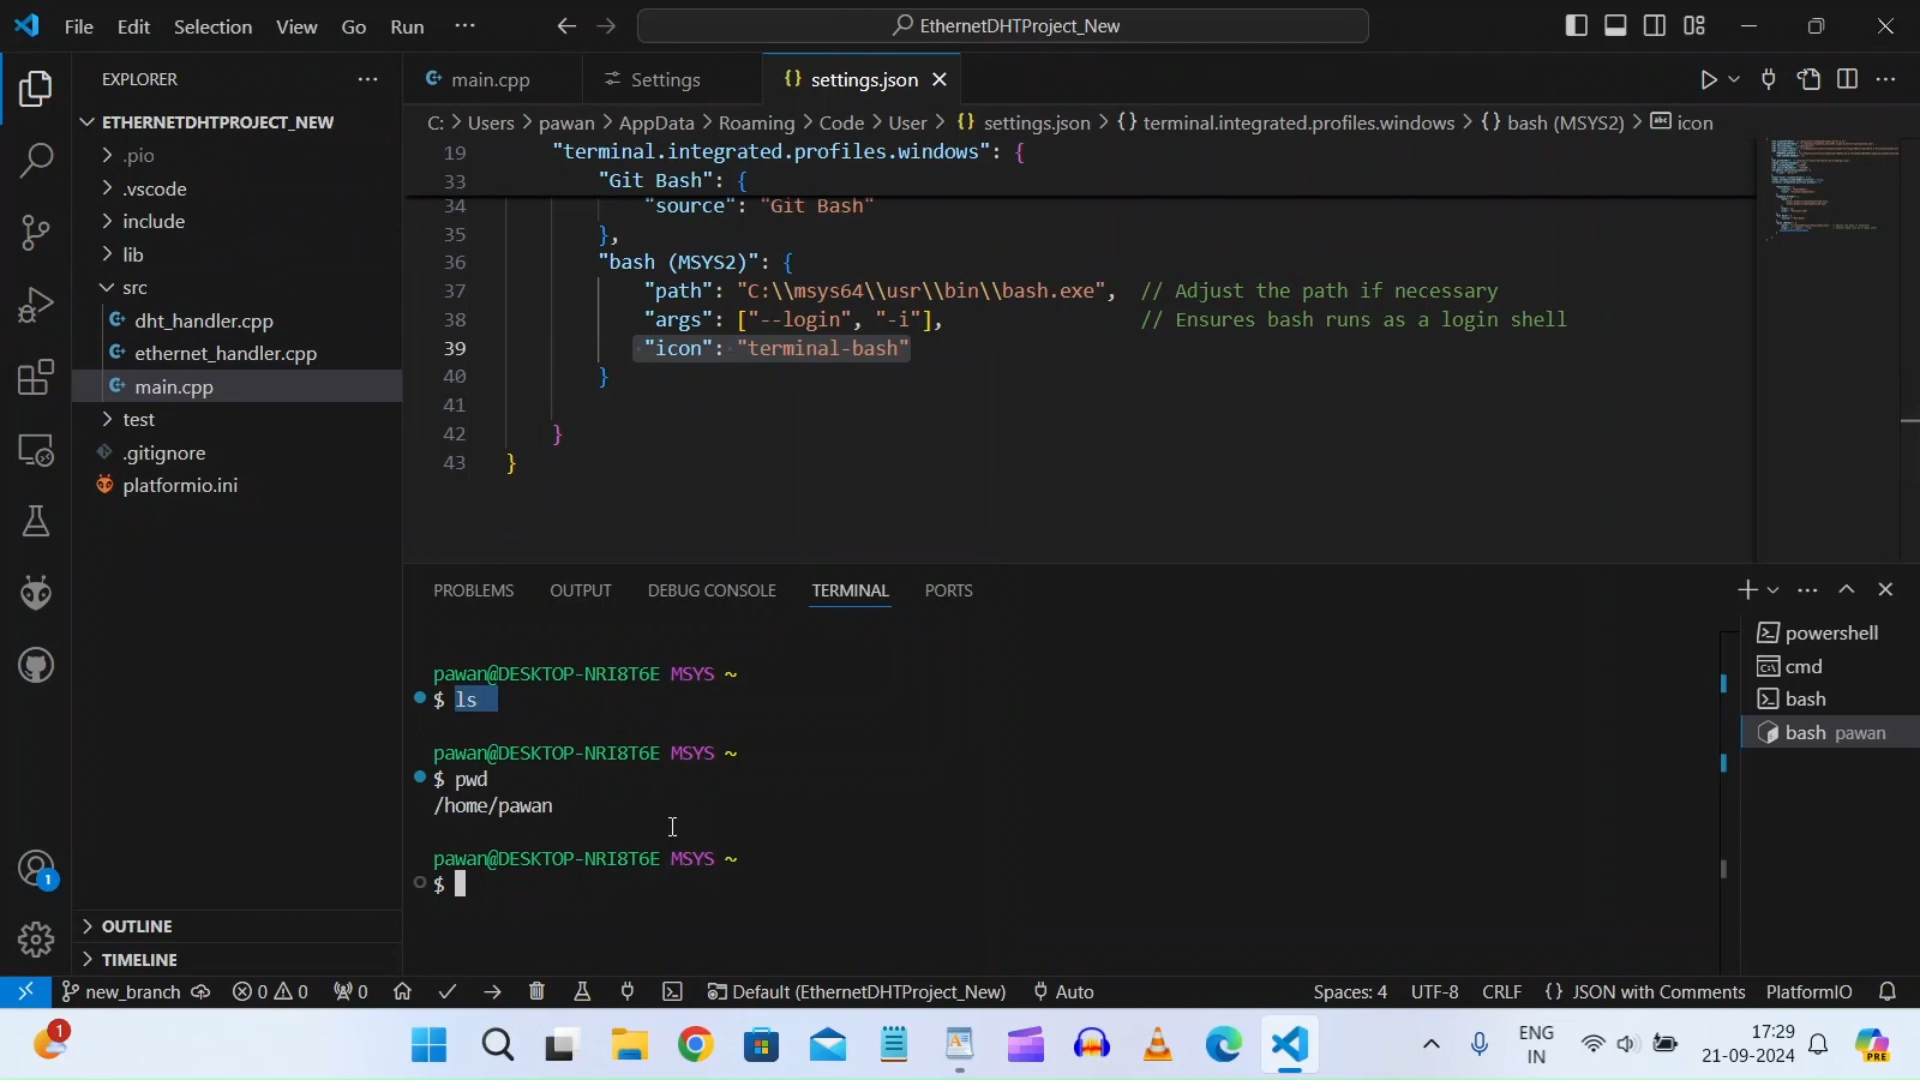 File Edit Selection View Go Run ···
EthernetDHTProject_New
EXPLORER
main.cpp
Settings
{} settings.json
ETHERNETDHTPROJECT_NEW
.pio
.vscode
include
lib
src
dht_handler.cpp
ethernet_handler.cpp
main.cpp
test
.gitignore
platformio.ini
OUTLINE
TIMELINE
C: > Users > pawan > AppData > Roaming > Code > User > {} settings.json > {} terminal.integrated.profiles.windows > {} bash (MSYS2) > abc icon
19 "terminal.integrated.profiles.windows": {
33 "Git Bash": {
34 "source": "Git Bash"
35 },
36 "bash (MSYS2)": {
37 "path": "C:\\msys64\\usr\\bin\\bash.exe", // Adjust the path if necessary
38 "args": ["--login", "-i"], // Ensures bash runs as a login shell
39 "icon": "terminal-bash"
40 }
41
42 }
43 }
PROBLEMS OUTPUT DEBUG CONSOLE TERMINAL PORTS
pawan@DESKTOP-NRI8T6E MSYS ~
$ ls
pawan@DESKTOP-NRI8T6E MSYS ~
$ pwd
/home/pawan
pawan@DESKTOP-NRI8T6E MSYS ~
$
powershell
cmd
bash
bash pawan
1
new_branch 0 0 0 Default (EthernetDHTProject_New) Auto Spaces: 4 UTF-8 CRLF {} JSON with Comments PlatformIO
1
ENG
IN
17:29
21-09-2024
PRE